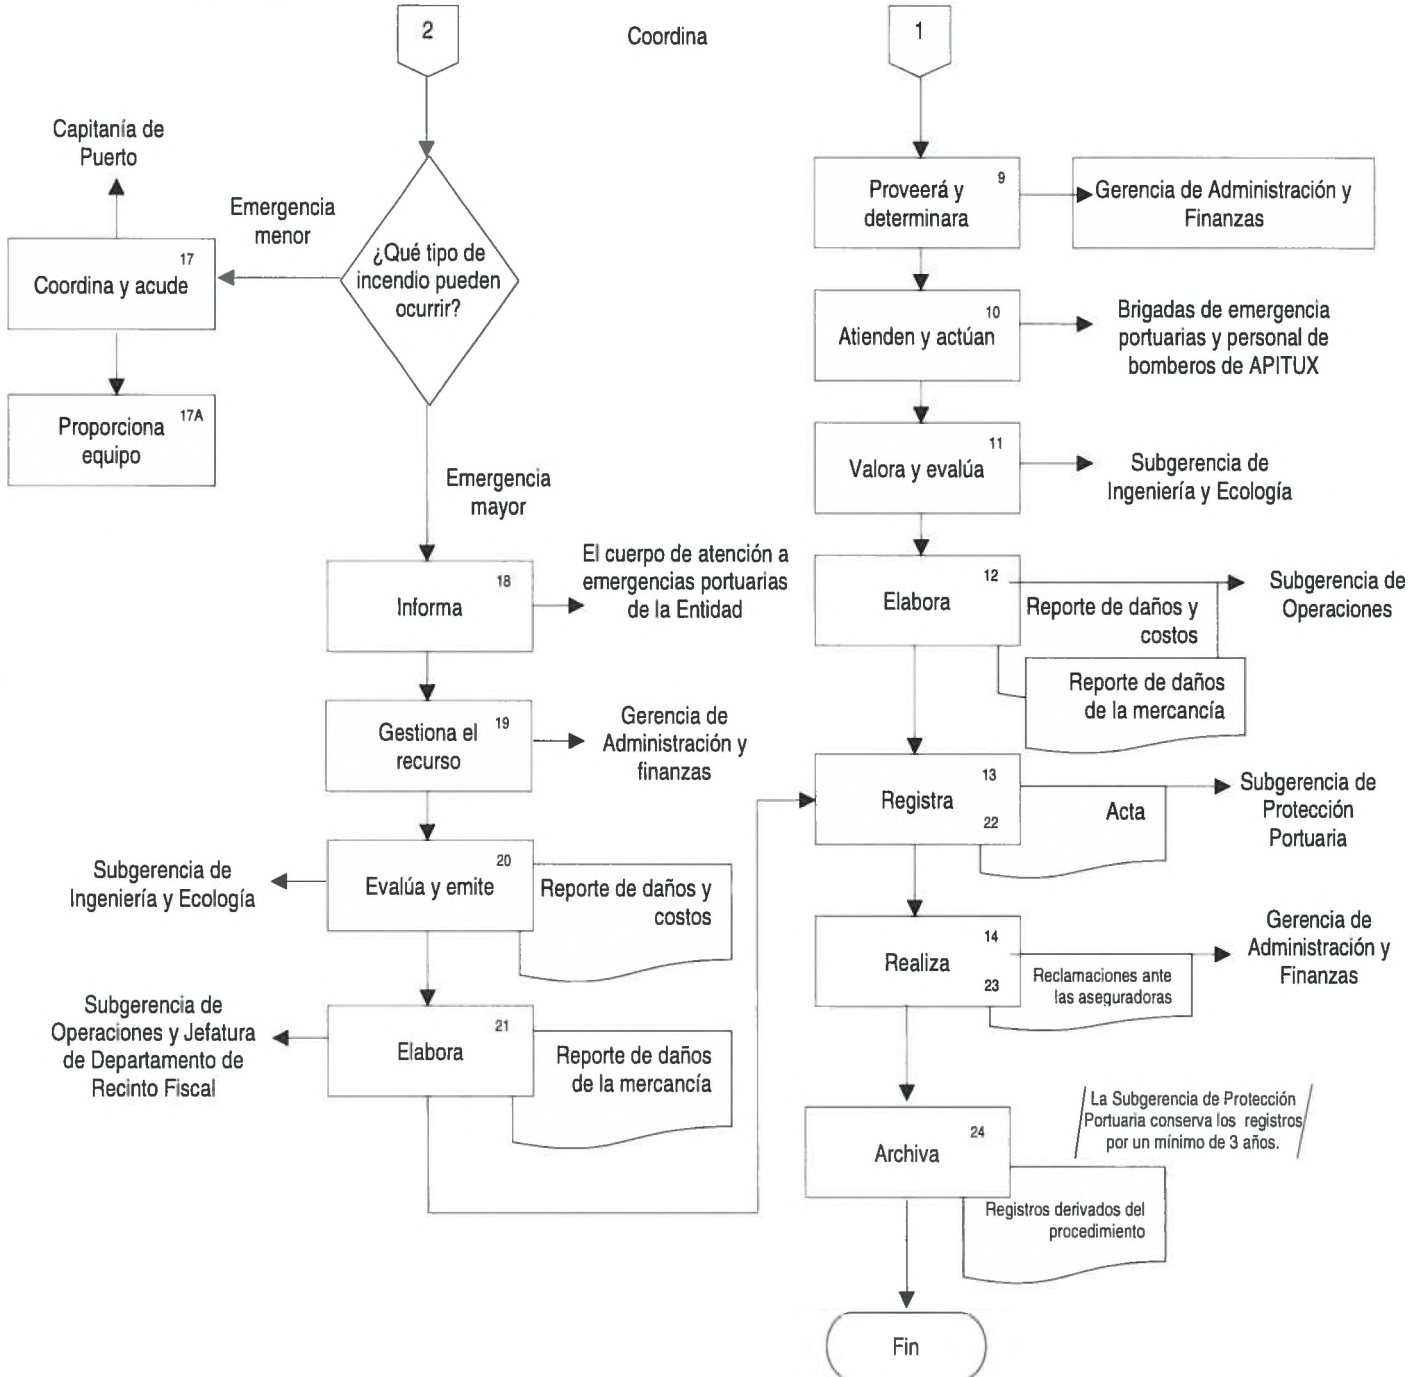 2
Coordina
1
Capitanía de
Puerto
Emergencia
menor
¿Qué tipo de
incendio pueden
ocurrir?
17
Coordina y acude
17A
Proporciona
equipo
Emergencia
mayor
18
Informa
El cuerpo de atención a
emergencias portuarias
de la Entidad
19
Gestiona el
recurso
Gerencia de
Administración y
finanzas
20
Evalúa y emite
Subgerencia de
Ingeniería y Ecología
Reporte de daños y
costos
21
Elabora
Subgerencia de
Operaciones y Jefatura
de Departamento de
Recinto Fiscal
Reporte de daños
de la mercancía
9
Proveerá y
determinara
Gerencia de Administración y
Finanzas
10
Atienden y actúan
Brigadas de emergencia
portuarias y personal de
bomberos de APITUX
11
Valora y evalúa
Subgerencia de
Ingeniería y Ecología
12
Elabora
Reporte de daños y
costos
Reporte de daños
de la mercancía
Subgerencia de
Operaciones
13
Registra
22
Acta
Subgerencia de
Protección
Portuaria
14
Realiza
23
Reclamaciones ante
las aseguradoras
Gerencia de
Administración y
Finanzas
24
Archiva
La Subgerencia de Protección
Portuaria conserva los registros
por un mínimo de 3 años.
Registros derivados del
procedimiento
Fin